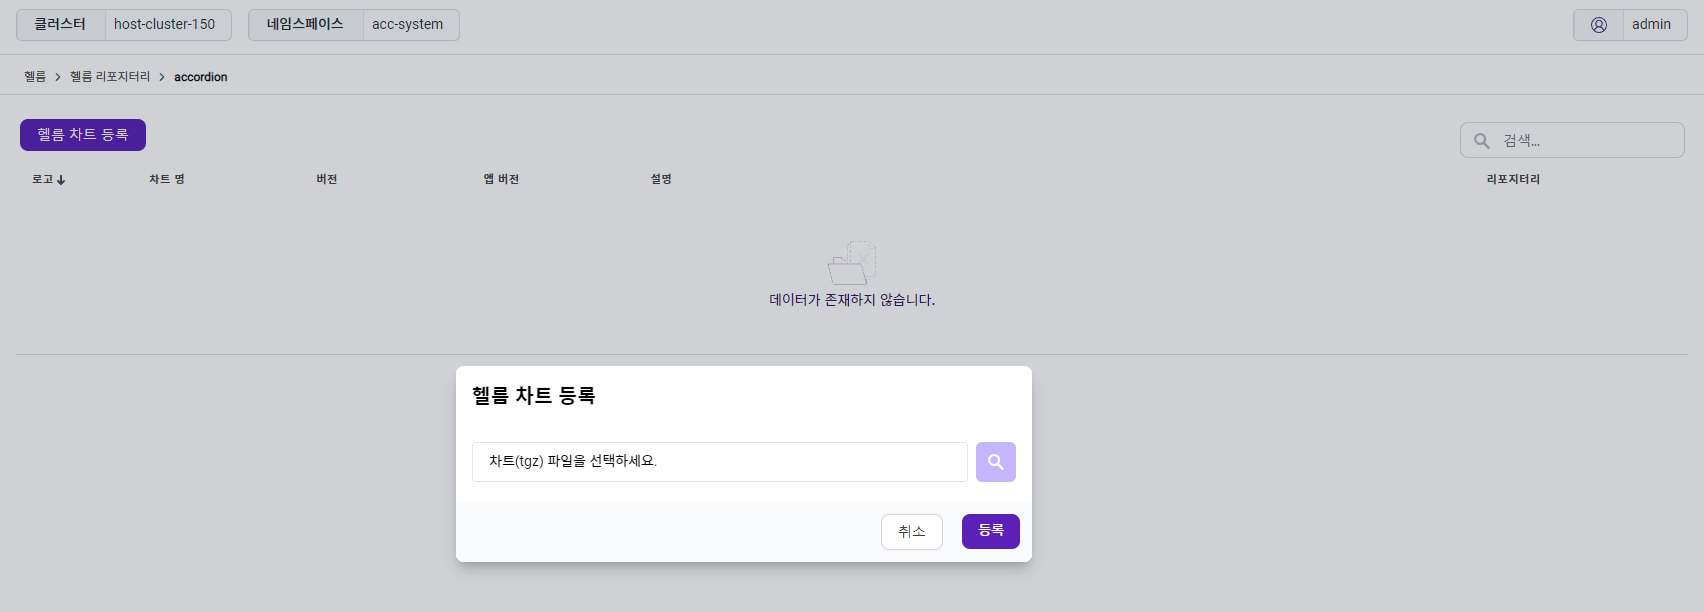 클러스터 host-cluster-150 네임스페이스 acc-system admin
헬름 > 헬름 리포지터리 > accordion
헬름 차트 등록
검색...
로고 차트 명 버전 앱 버전 설명 리포지터리
데이터가 존재하지 않습니다.
헬름 차트 등록
차트(tgz) 파일을 선택하세요.
취소 등록